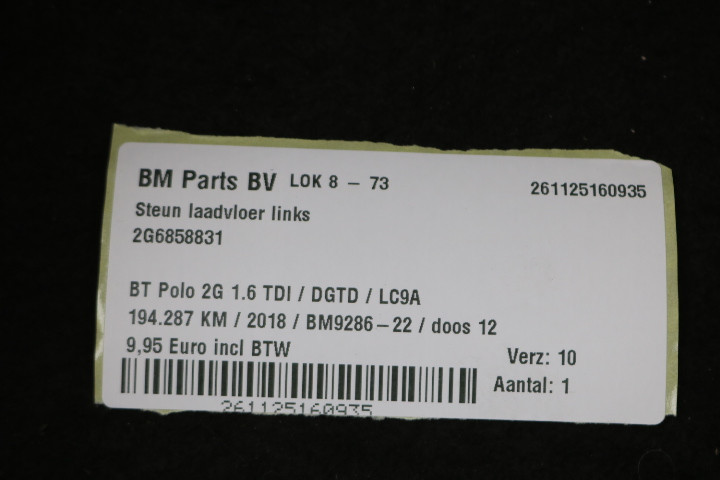 BM Parts BV LOK 8 - 73 261125160935
Steun laadvloer links
2G6858831
BT Polo 2G 1.6 TDI / DGTD / LC9A
194.287 KM / 2018 / BM9286-22 / doos 12
9,95 Euro incl BTW Verz: 10
Aantal: 1
261125160935